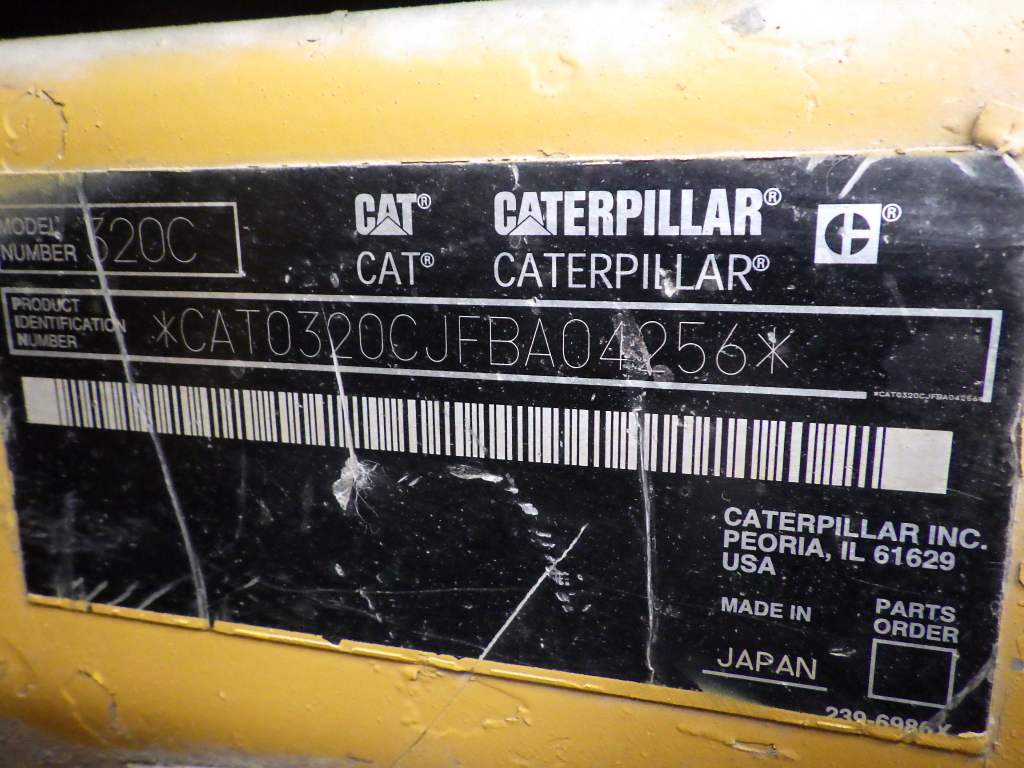 MODEL NUMBER 320C
CAT® CATERPILLAR® ®
CAT® CATERPILLAR®
PRODUCT
IDENTIFICATION
NUMBER
*CAT0320CJFBA04256*
*CAT0320CJFBA04256*
CATERPILLAR INC.
PEORIA, IL 61629
USA
MADE IN
JAPAN
PARTS
ORDER